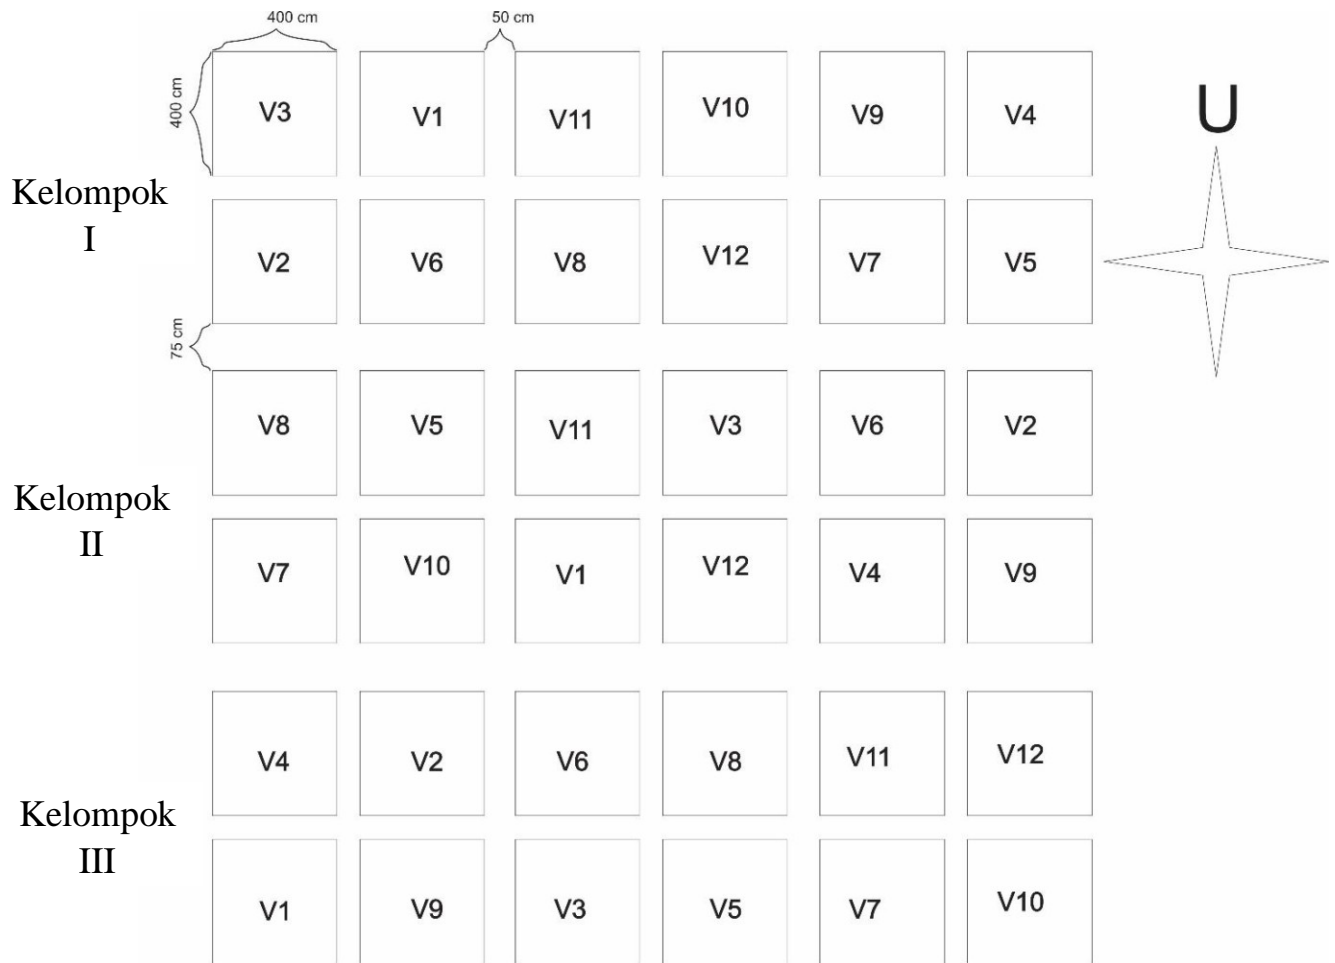 400 cm
50 cm
400 cm
V3 V1 V11 V10 V9 V4
U
Kelompok
I
V2 V6 V8 V12 V7 V5
75 cm
V8 V5 V11 V3 V6 V2
Kelompok
II
V7 V10 V1 V12 V4 V9
V4 V2 V6 V8 V11 V12
Kelompok
III
V1 V9 V3 V5 V7 V10